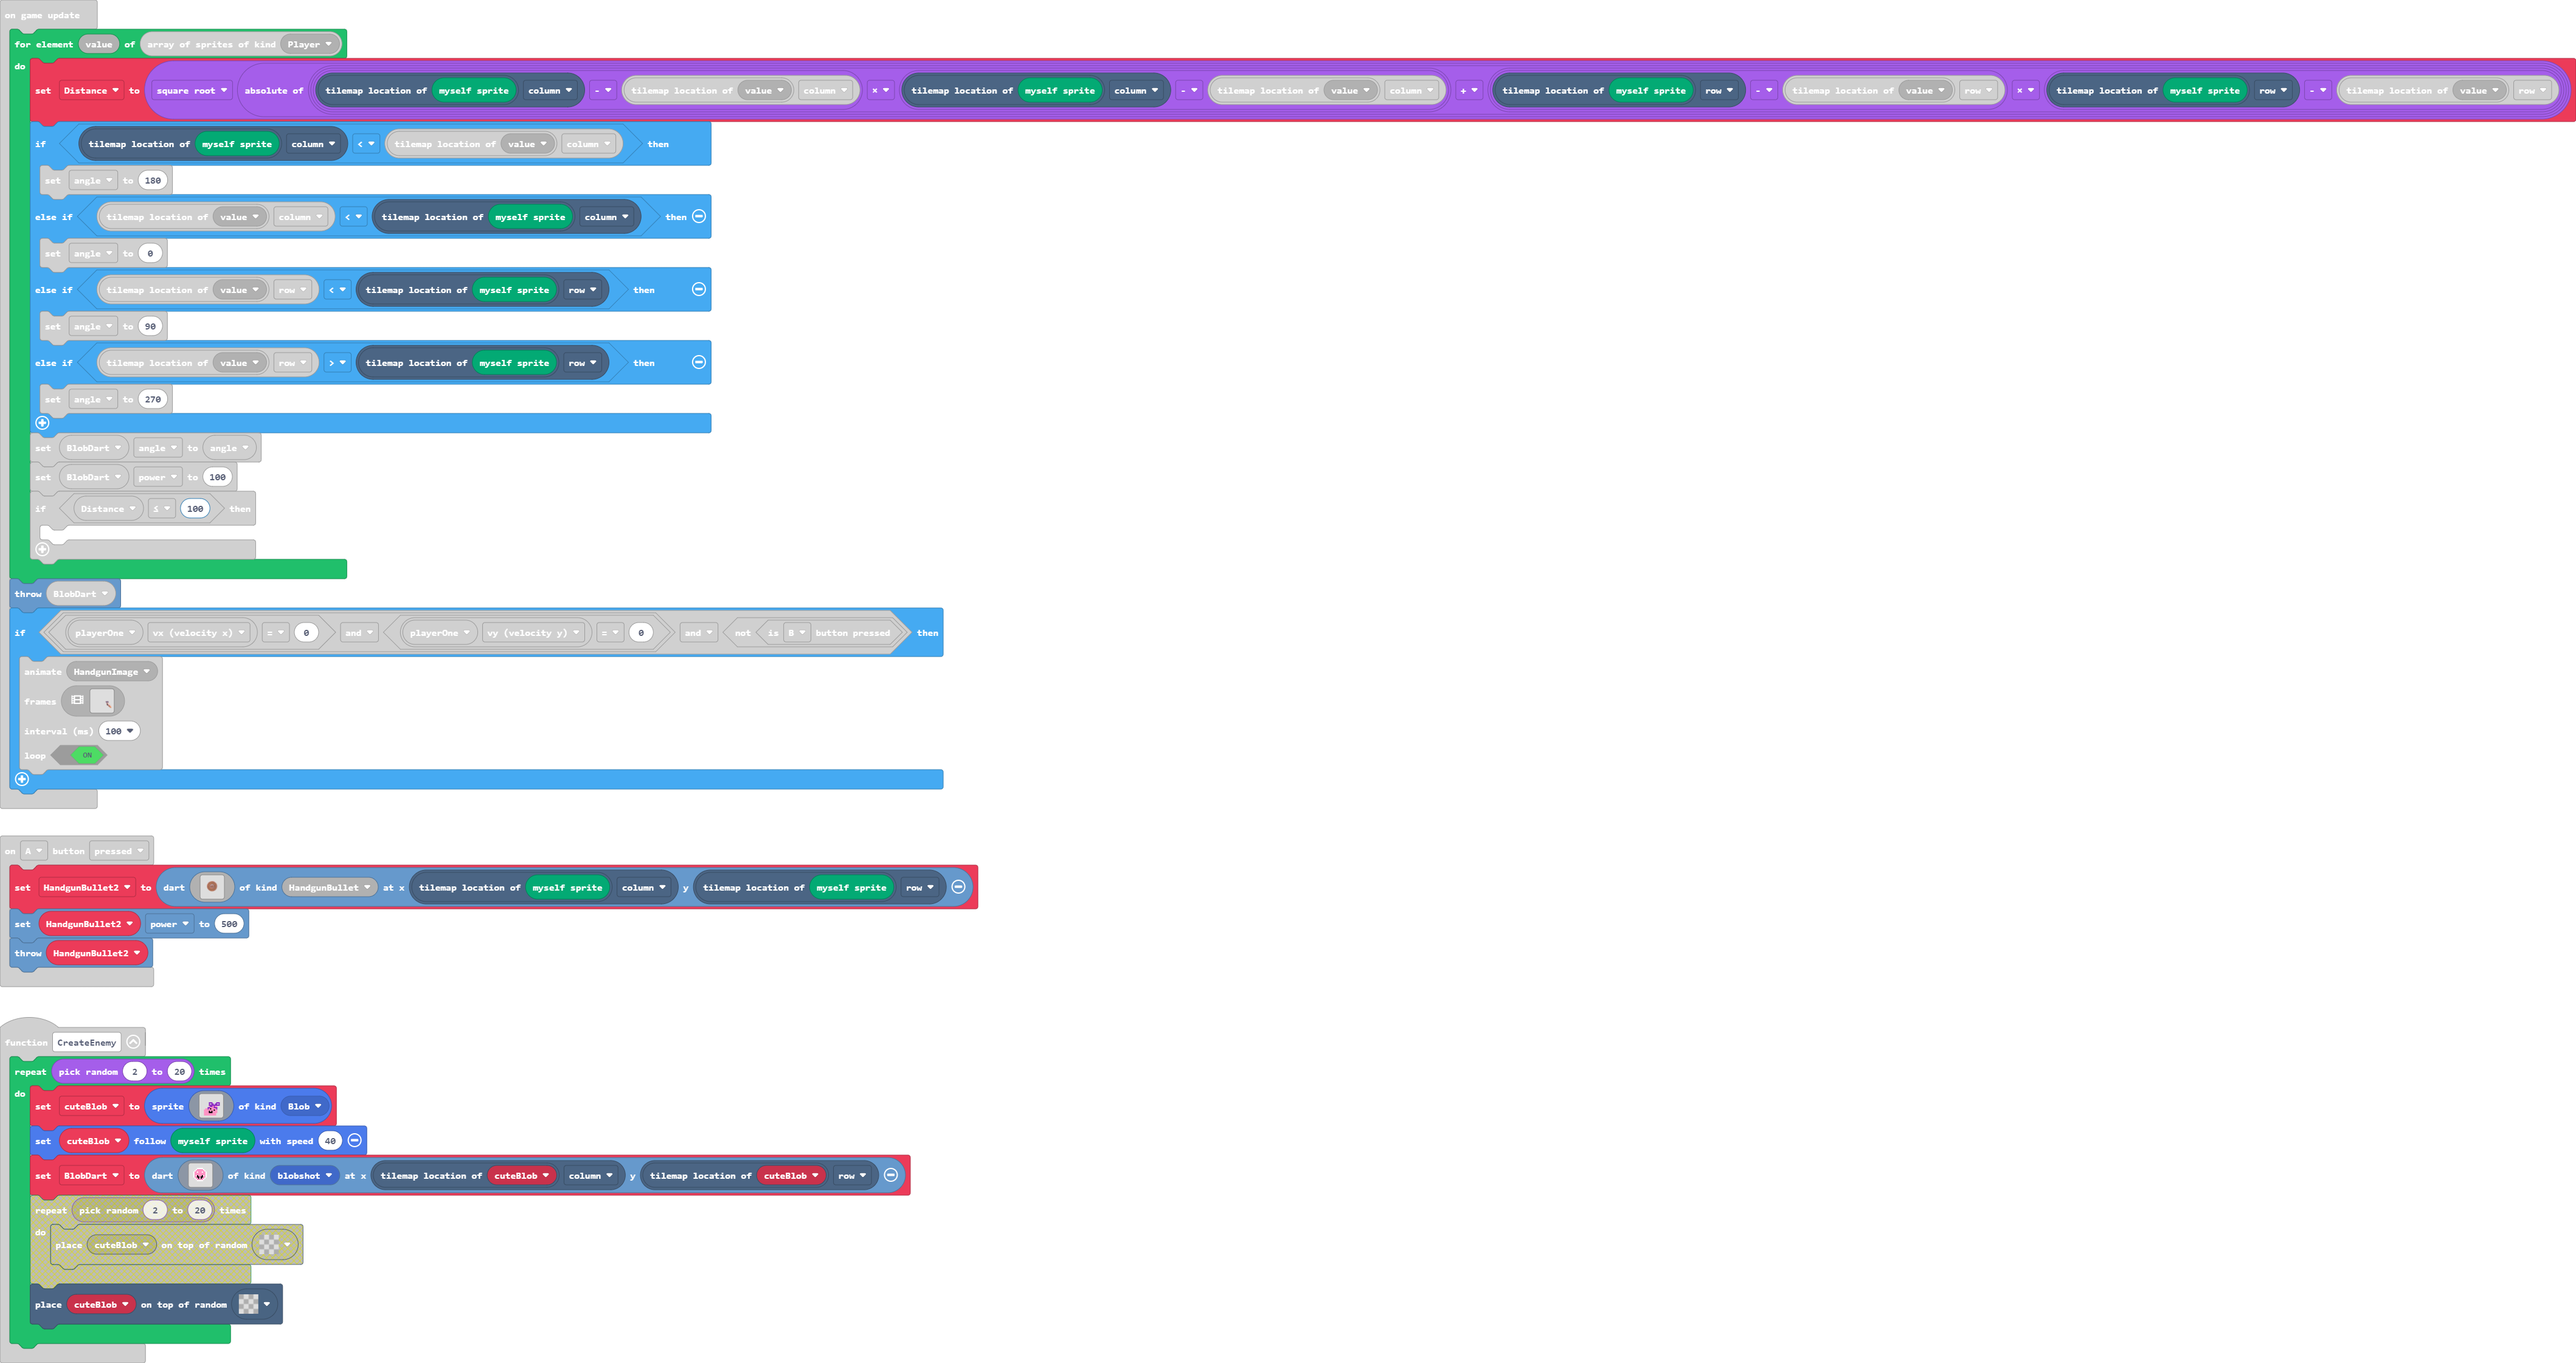 on game update
for element value of array of sprites of kind Player
do
set Distance to square root absolute of tilemap location of myself sprite column - tilemap location of value column × tilemap location of myself sprite column - tilemap location of value column + tilemap location of myself sprite row - tilemap location of value row × tilemap location of myself sprite row - tilemap location of value row
if tilemap location of myself sprite column < tilemap location of value column then
set angle to 180
else if tilemap location of value column < tilemap location of myself sprite column then
set angle to 0
else if tilemap location of value row < tilemap location of myself sprite row then
set angle to 90
else if tilemap location of value row > tilemap location of myself sprite row then
set angle to 270
set BlobDart angle to angle
set BlobDart power to 100
if Distance ≤ 100 then
throw BlobDart
if playerOne vx (velocity x) = 0 and playerOne vy (velocity y) = 0 and not is B button pressed then
animate HandgunImage
frames
interval (ms) 100
loop ON
on A button pressed
set HandgunBullet2 to dart of kind HandgunBullet at x tilemap location of myself sprite column y tilemap location of myself sprite row
set HandgunBullet2 power to 500
throw HandgunBullet2
function CreateEnemy
repeat pick random 2 to 20 times
do
set cuteBlob to sprite of kind Blob
set cuteBlob follow myself sprite with speed 40
set BlobDart to dart of kind blobshot at x tilemap location of cuteBlob column y tilemap location of cuteBlob row
repeat pick random 2 to 20 times
do
place cuteBlob on top of random
place cuteBlob on top of random